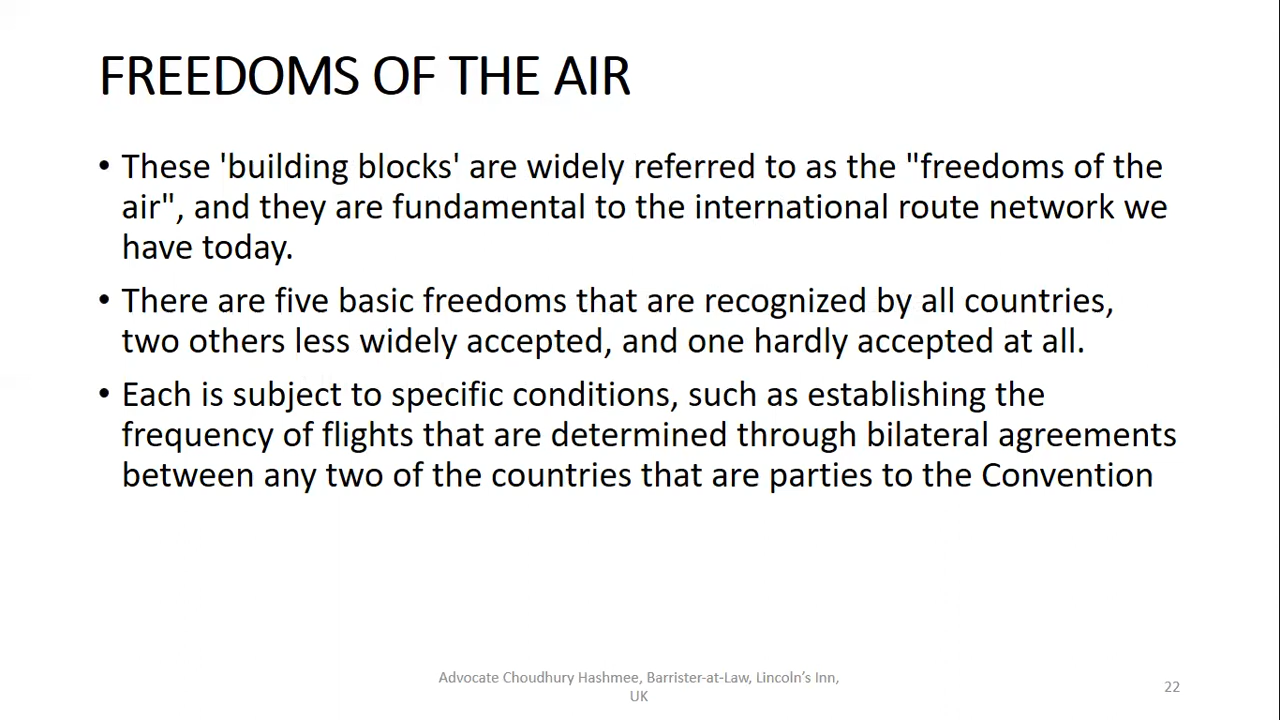 FREEDOMS OF THE AIR
• These 'building blocks' are widely referred to as the "freedoms of the
air", and they are fundamental to the international route network we
have today.
• There are five basic freedoms that are recognized by all countries,
two others less widely accepted, and one hardly accepted at all.
• Each is subject to specific conditions, such as establishing the
frequency of flights that are determined through bilateral agreements
between any two of the countries that are parties to the Convention
Advocate Choudhury Hashmee, Barrister-at-Law, Lincoln’s Inn,
UK
22